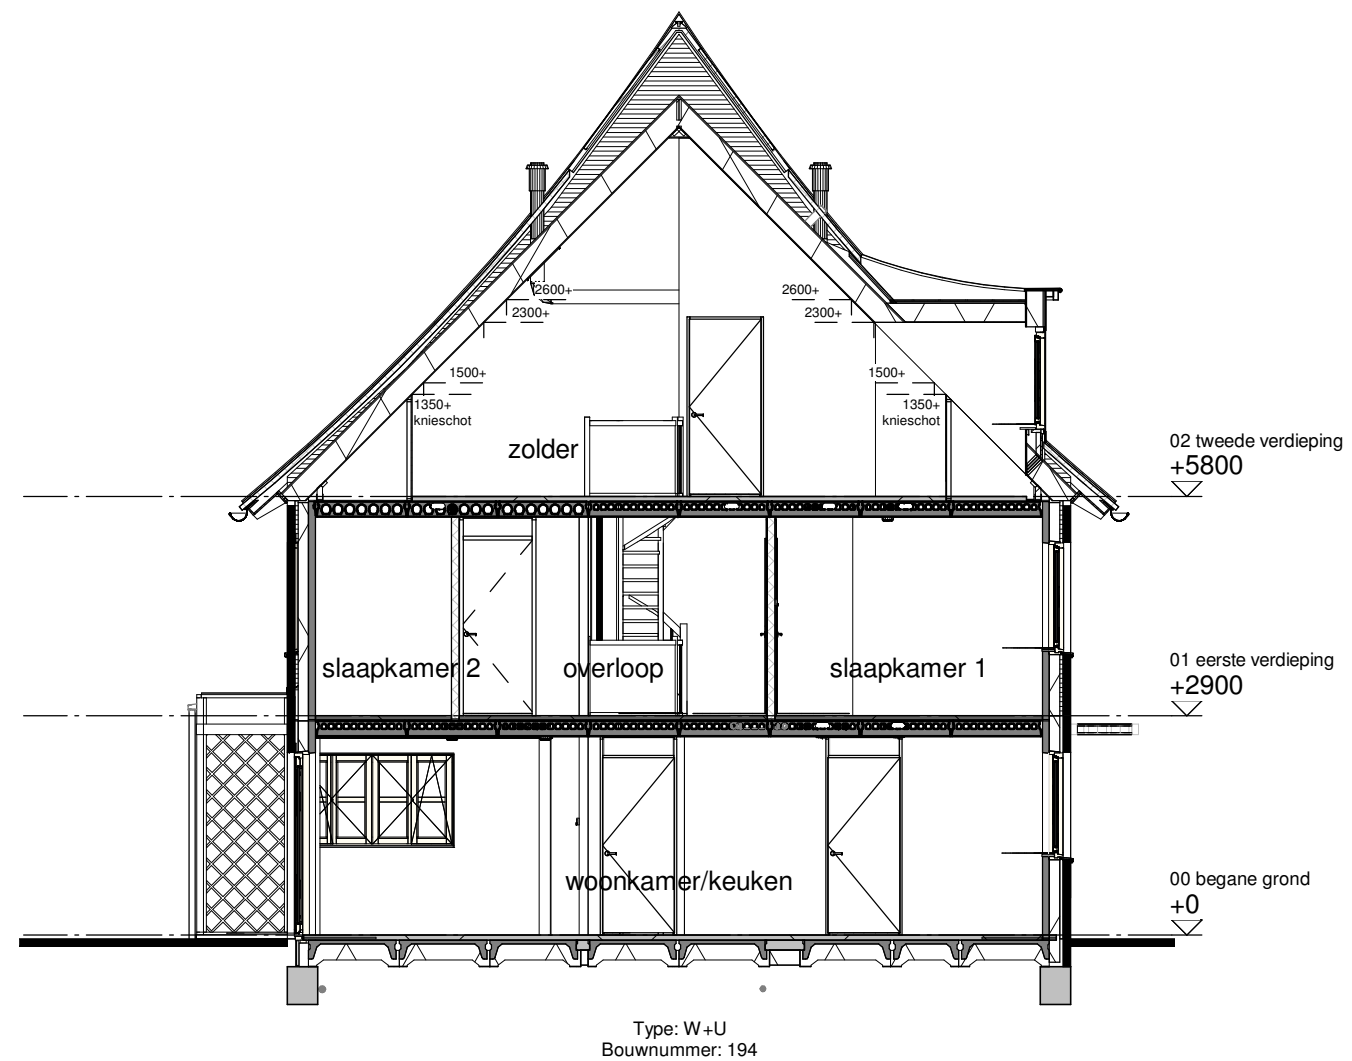 2600+
2600+
2300+
2300+
1500+
1500+
1350+
knieschot
1350+
knieschot
zolder
02 tweede verdieping
+5800
slaapkamer 2
overloop
slaapkamer 1
01 eerste verdieping
+2900
woonkamer/keuken
00 begane grond
+0
Type: W+U
Bouwnummer: 194